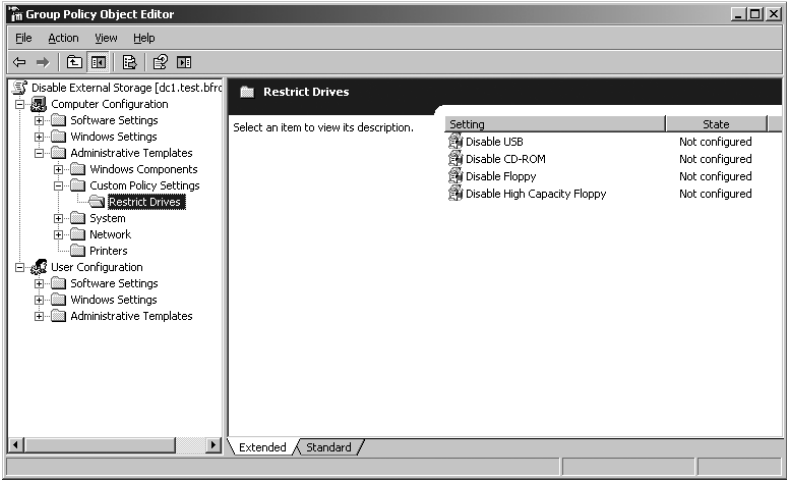 Group Policy Object Editor
File Action View Help
Disable External Storage [dc1.test.bfrc
Computer Configuration
Software Settings
Windows Settings
Administrative Templates
Windows Components
Custom Policy Settings
Restrict Drives
System
Network
Printers
User Configuration
Software Settings
Windows Settings
Administrative Templates
Restrict Drives
Select an item to view its description.
Setting State
Disable USB Not configured
Disable CD-ROM Not configured
Disable Floppy Not configured
Disable High Capacity Floppy Not configured
Extended Standard